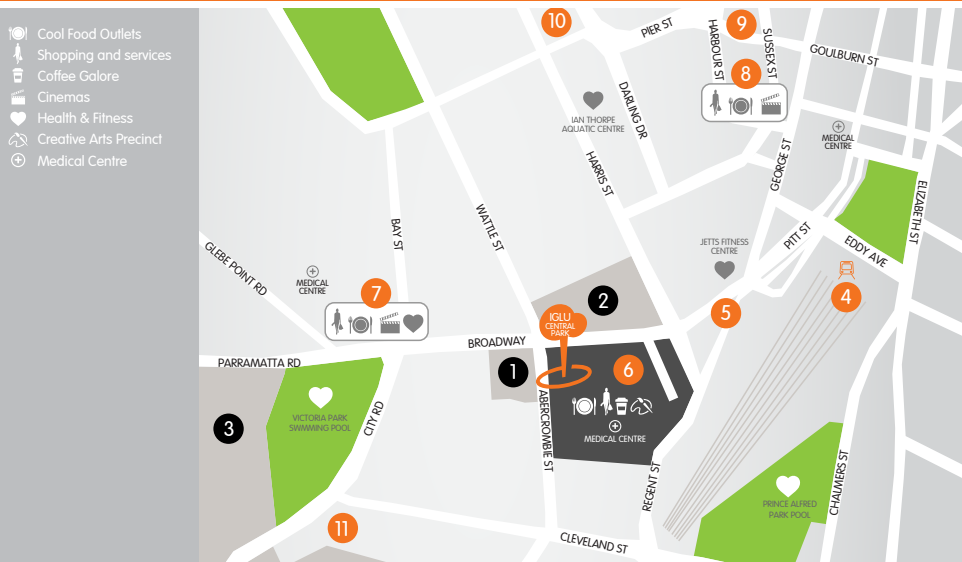 Cool Food Outlets
Shopping and services
Coffee Galore
Cinemas
Health & Fitness
Creative Arts Precinct
Medical Centre
10
PIER ST
HARBOUR ST
9
SUSSEX ST
GOULBURN ST
8
DARLING DR
IAN THORPE
AQUATIC CENTRE
MEDICAL
CENTRE
HARRIS ST
GEORGE ST
ELIZABETH ST
WATTLE ST
BAY ST
PITT ST
EDDY AVE
JETTS FITNESS
CENTRE
GLEBE POINT RD
MEDICAL
CENTRE
7
2
4
5
IGLU
CENTRAL
PARK
BROADWAY
PARRAMATTA RD
1
6
ABERCROMBIE ST
MEDICAL CENTRE
3
VICTORIA PARK
SWIMMING POOL
CITY RD
REGENT ST
CHALMERS ST
PRINCE ALFRED
PARK POOL
11
CLEVELAND ST